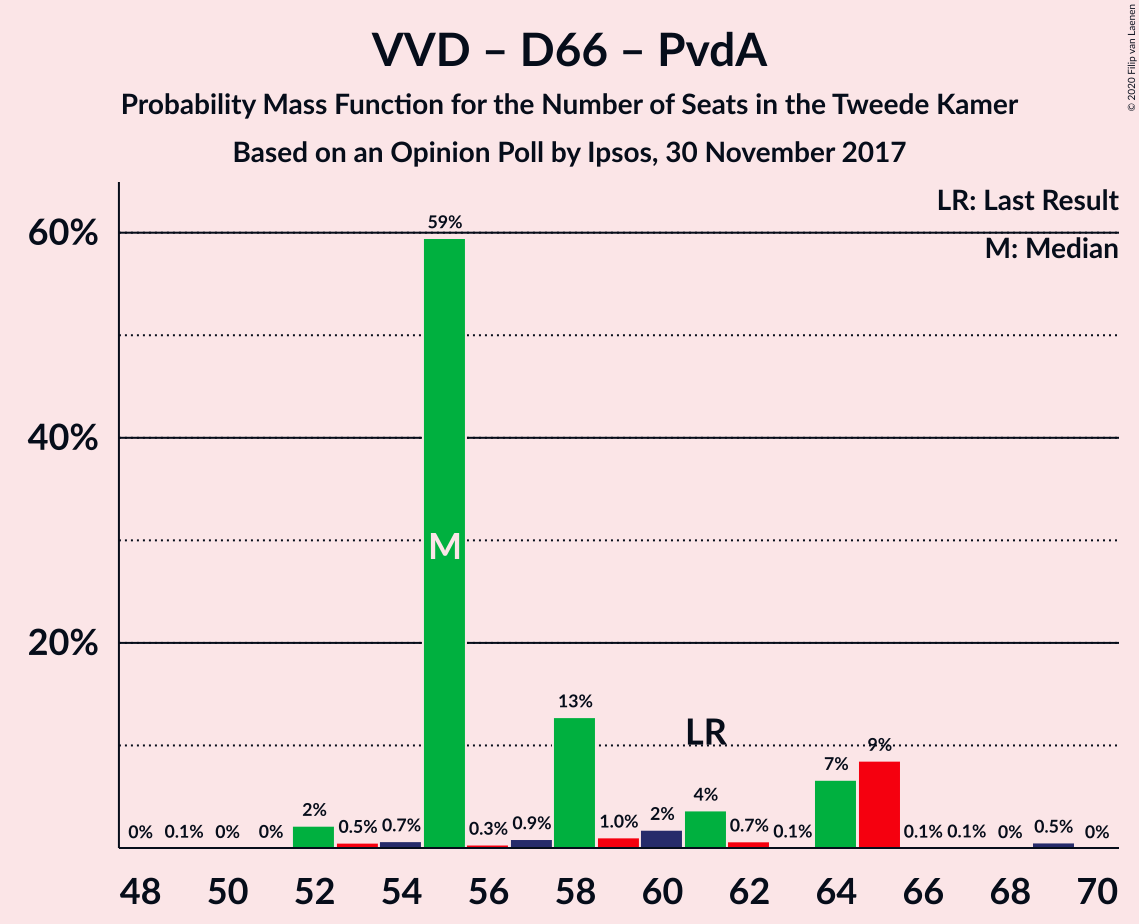 VVD – D66 – PvdA
Probability Mass Function for the Number of Seats in the Tweede Kamer
Based on an Opinion Poll by Ipsos, 30 November 2017
© 2020 Filip van Laenen
LR: Last Result
M: Median
60%
40%
20%
0% 0.1% 0% 0% 2% 0.5% 0.7% 59% 0.3% 0.9% 13% 1.0% 2% 4% 0.7% 0.1% 7% 9% 0.1% 0.1% 0% 0.5% 0%
M
LR
48 50 52 54 56 58 60 62 64 66 68 70